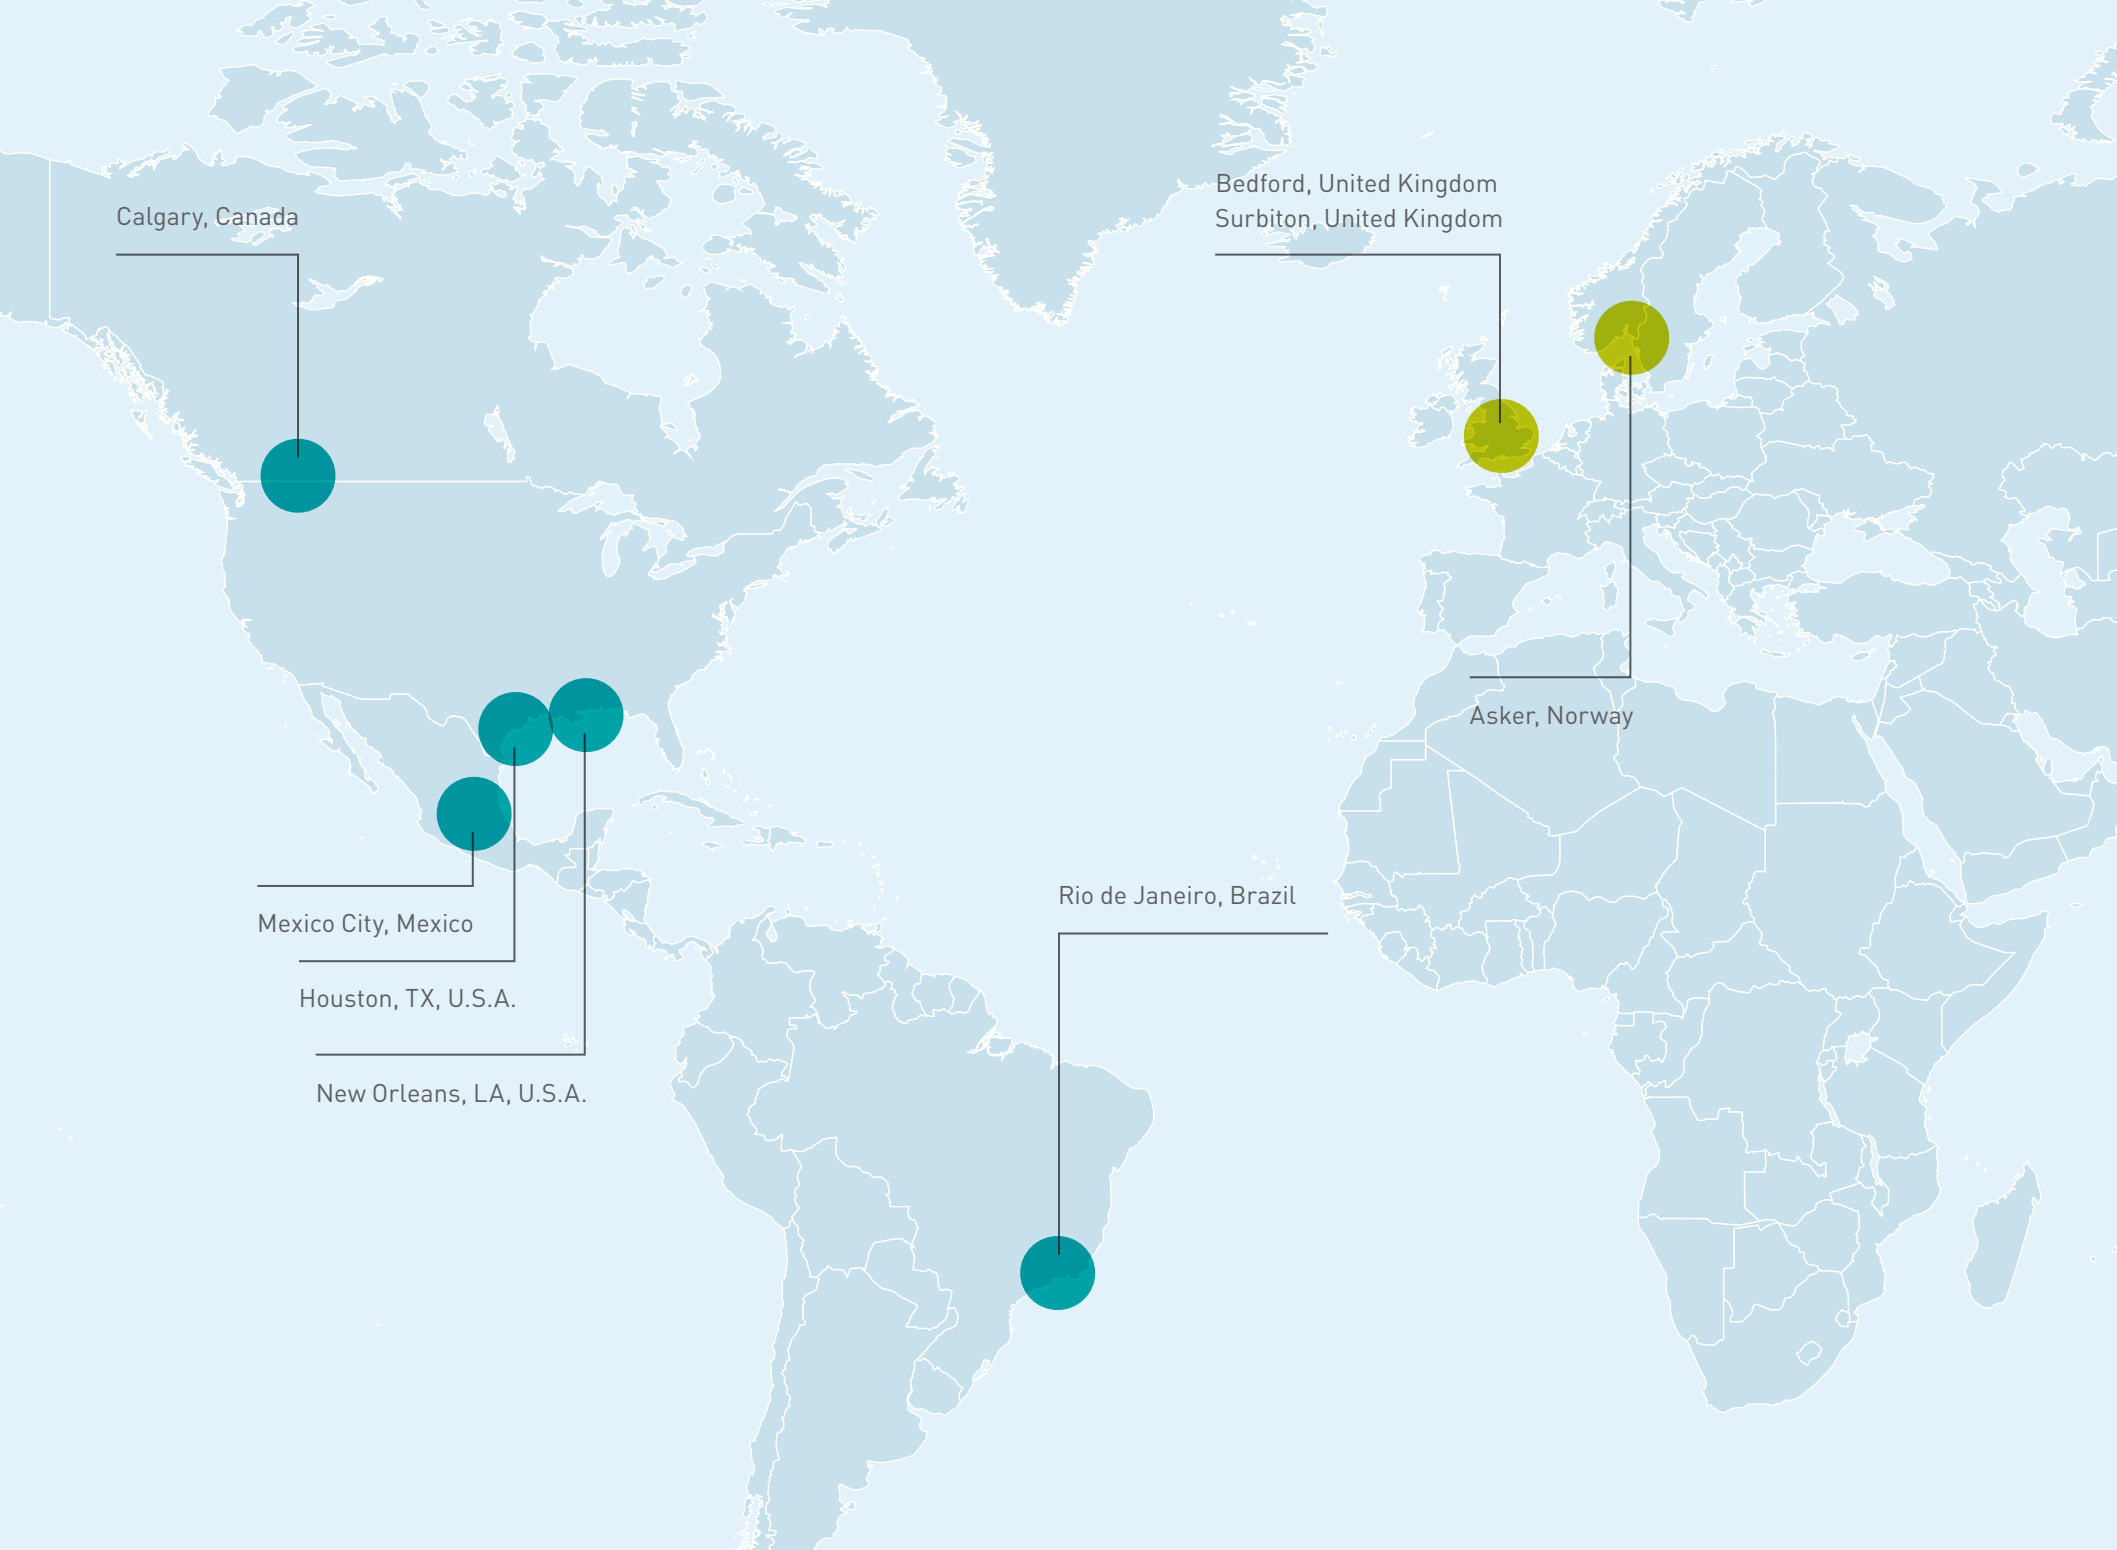 Calgary, Canada
Bedford, United Kingdom
Surbiton, United Kingdom
Asker, Norway
Mexico City, Mexico
Rio de Janeiro, Brazil
Houston, TX, U.S.A.
New Orleans, LA, U.S.A.